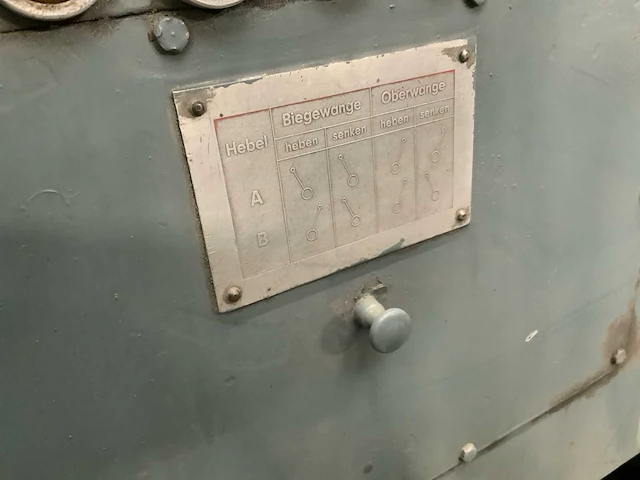 Hebel Biegewange Oberwange
heben senken heben senken
A
B